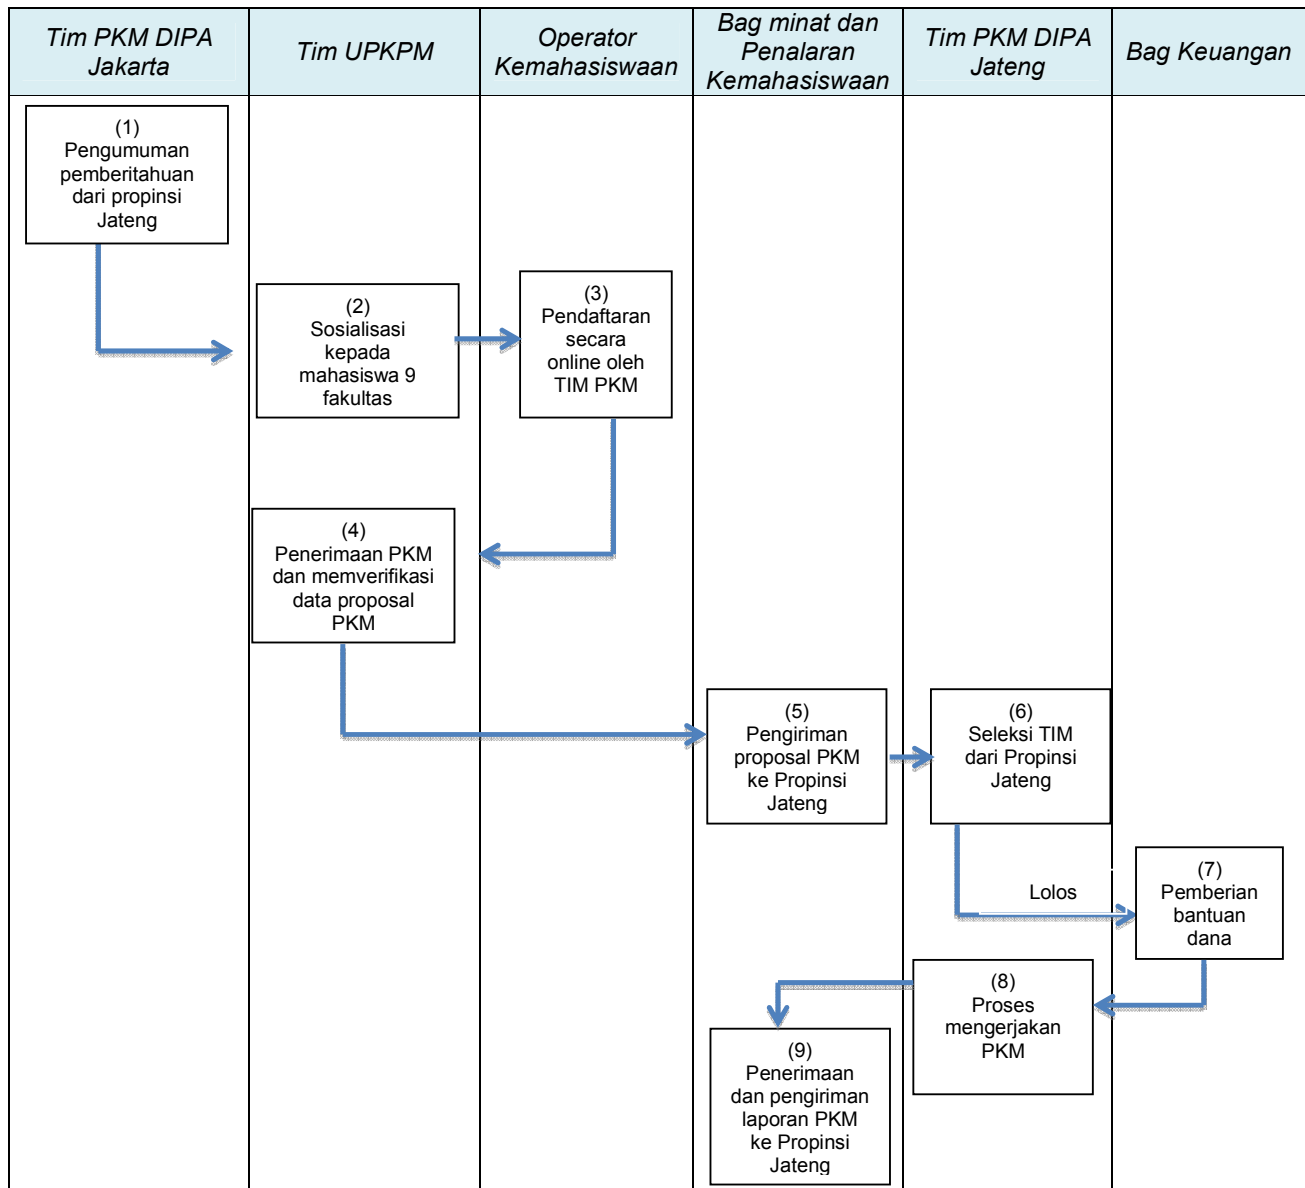 Tim PKM DIPA
Jakarta
Tim UPKPM
Operator
Kemahasiswaan
Bag minat dan
Penalaran
Kemahasiswaan
Tim PKM DIPA
Jateng
Bag Keuangan
(1)
Pengumuman
pemberitahuan
dari propinsi
Jateng
(2)
Sosialisasi
kepada
mahasiswa 9
fakultas
(3)
Pendaftaran
secara
online oleh
TIM PKM
(4)
Penerimaan PKM
dan memverifikasi
data proposal
PKM
(5)
Pengiriman
proposal PKM
ke Propinsi
Jateng
(6)
Seleksi TIM
dari Propinsi
Jateng
Lolos
(7)
Pemberian
bantuan
dana
(8)
Proses
mengerjakan
PKM
(9)
Penerimaan
dan pengiriman
laporan PKM
ke Propinsi
Jateng